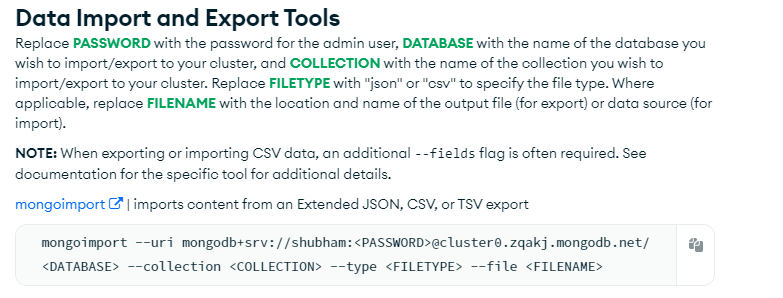 Data Import and Export Tools
Replace PASSWORD with the password for the admin user, DATABASE with the name of the database you
wish to import/export to your cluster, and COLLECTION with the name of the collection you wish to
import/export to your cluster. Replace FILETYPE with "json" or "csv" to specify the file type. Where
applicable, replace FILENAME with the location and name of the output file (for export) or data source (for
import).
NOTE: When exporting or importing CSV data, an additional --fields flag is often required. See
documentation for the specific tool for additional details.
mongoimport | imports content from an Extended JSON, CSV, or TSV export
mongoimport --uri mongodb+srv://shubham:<PASSWORD>@cluster0.zqakj.mongodb.net/
<DATABASE> --collection <COLLECTION> --type <FILETYPE> --file <FILENAME>